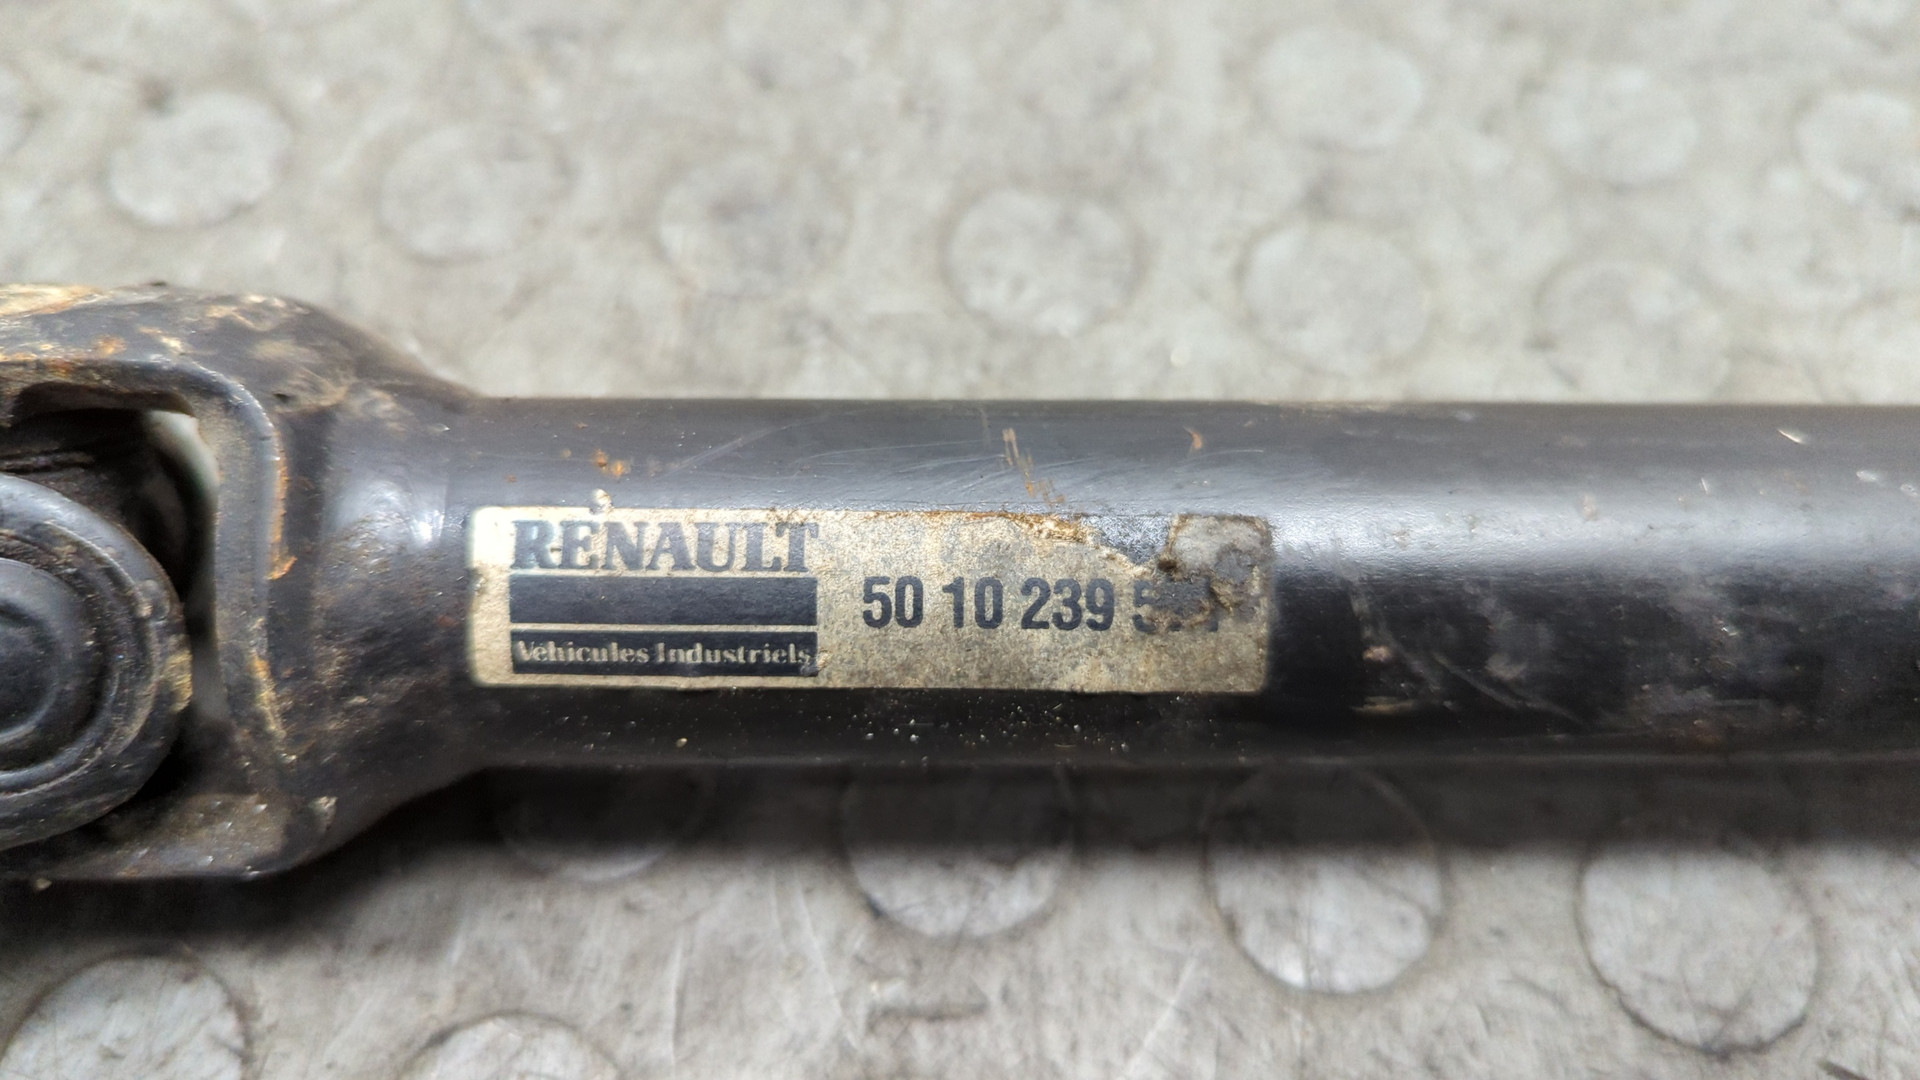 RENAULT
Véhicules Industriels
50 10 239